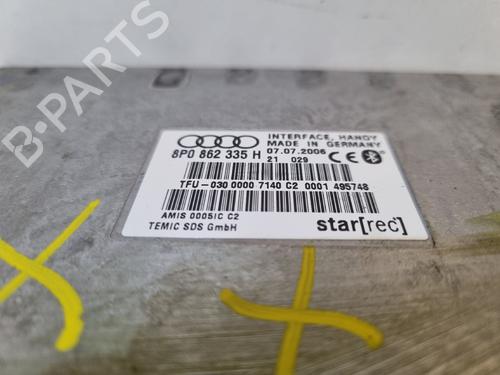 B-PARTS
INTERFACE, HANDY
MADE IN GERMANY
8P0 862 335 H 07.07.2006
21 029
TFU-030 0000 7140 C2 0001 495748
AMIS 0005IC C2
TEMIC SDS GmbH
star[rec]